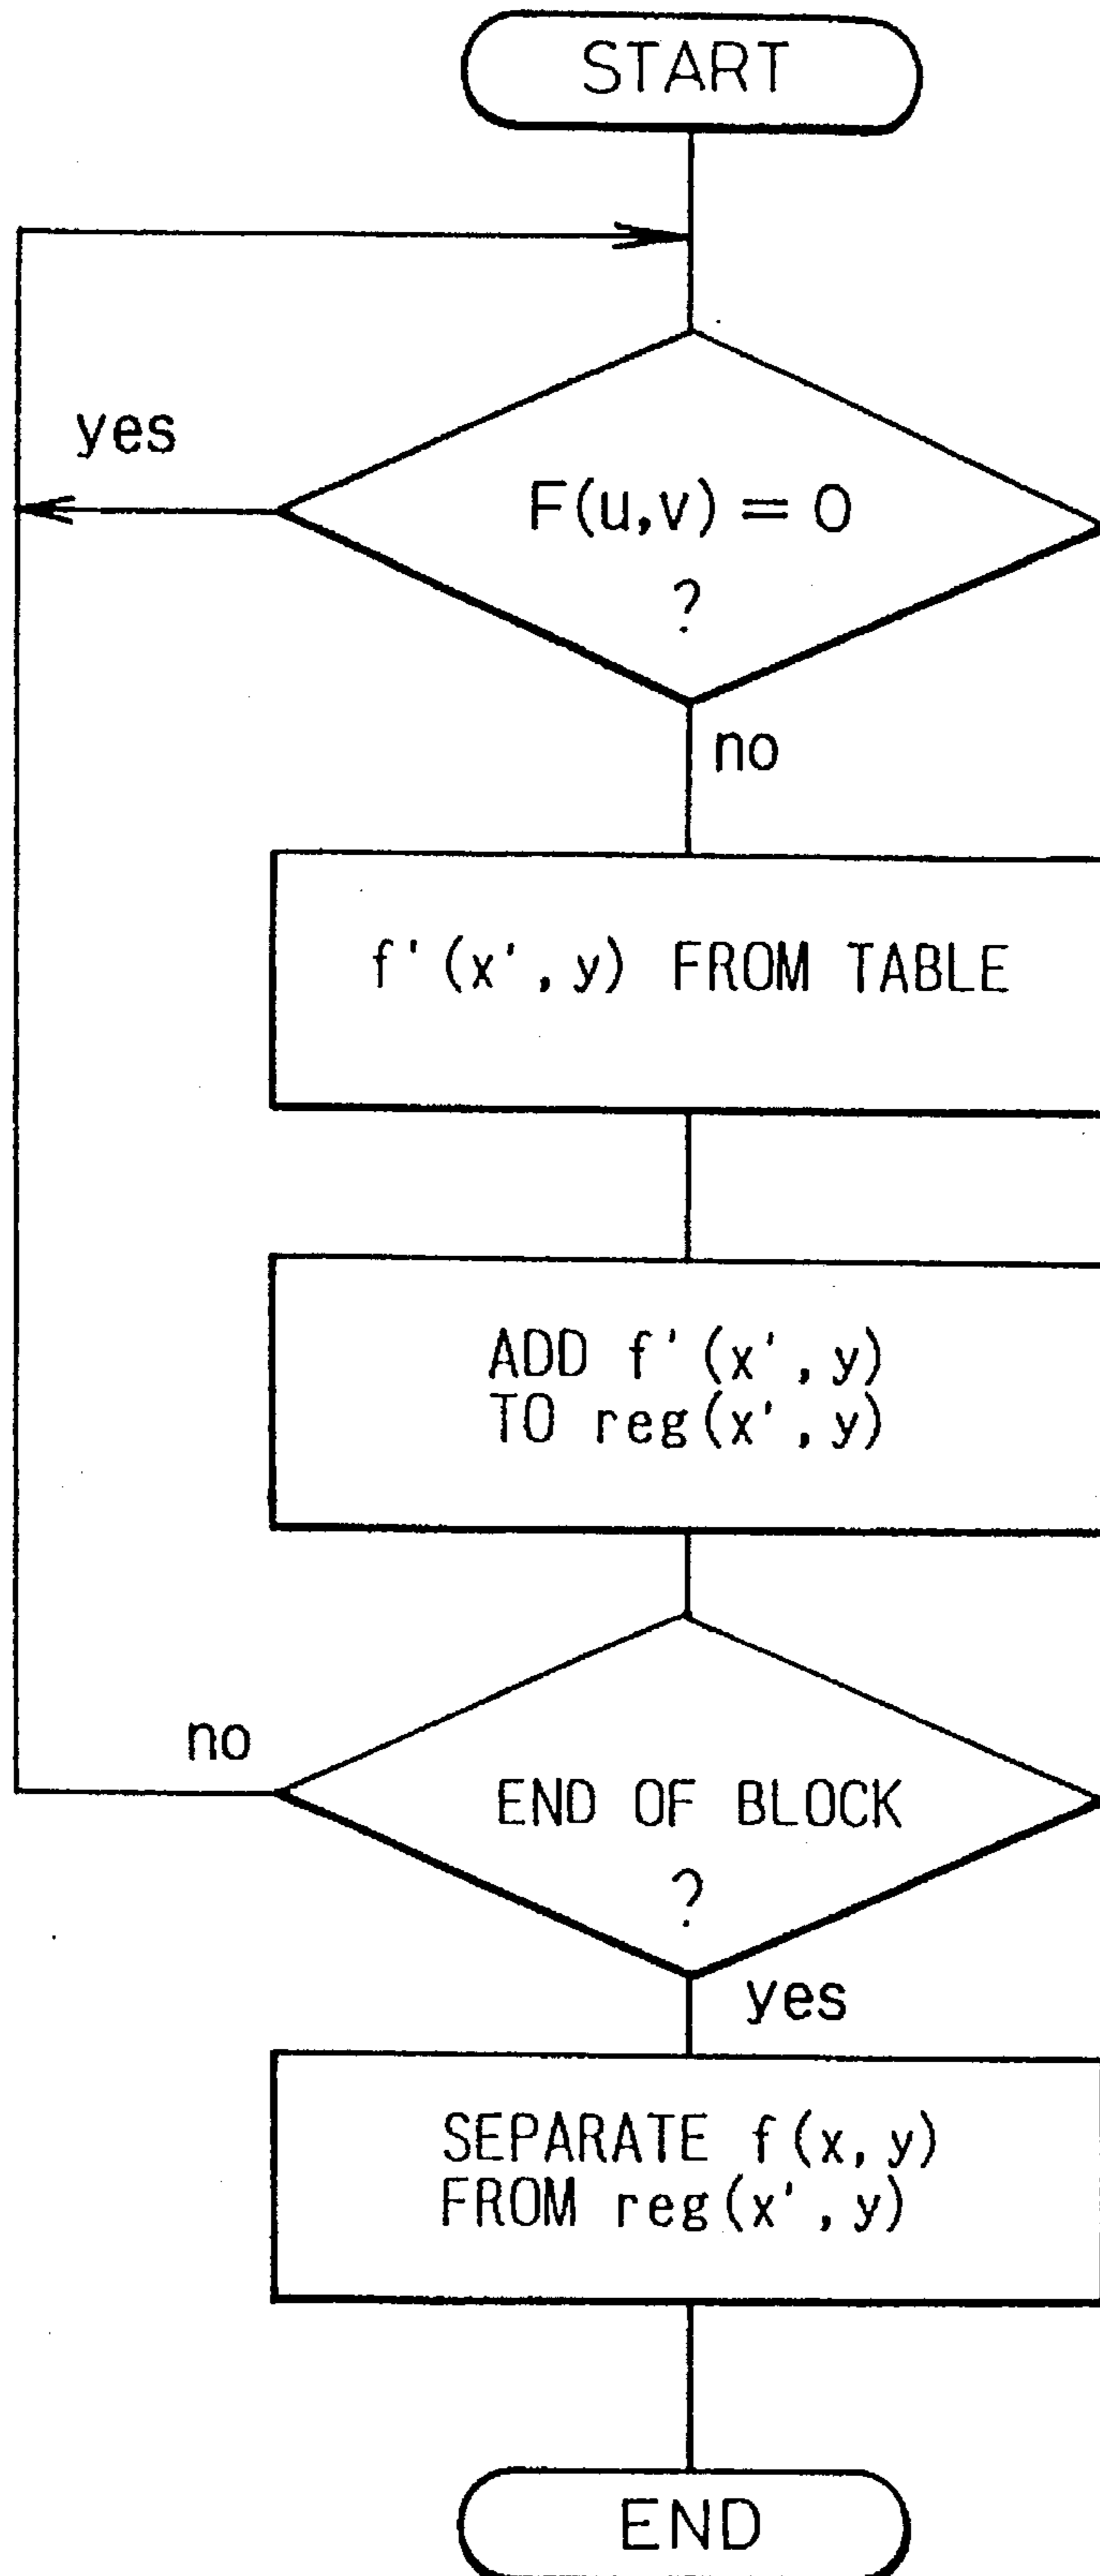 START
yes
F(u,v) = 0
?
no
f'(x',y) FROM TABLE
ADD f'(x',y)
TO reg(x',y)
no
END OF BLOCK
?
yes
SEPARATE f(x,y)
FROM reg(x',y)
END